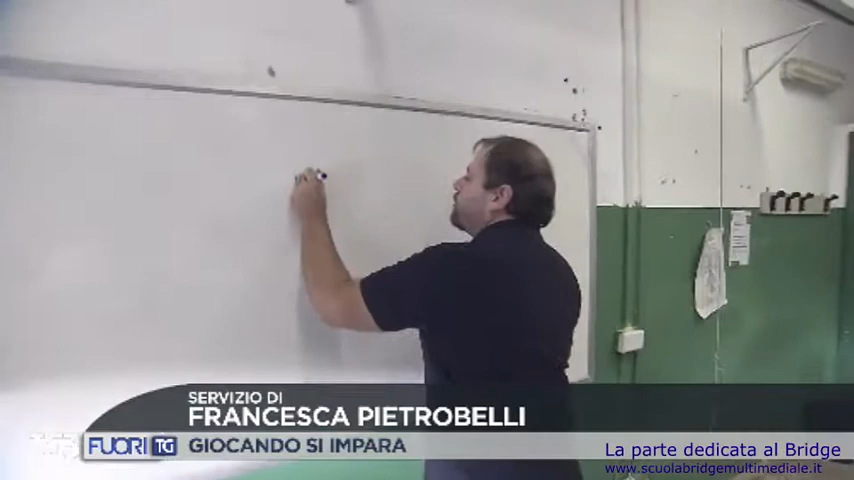 SERVIZIO DI
FRANCESCA PIETROBELLI
FUORI TG GIOCANDO SI IMPARA
La parte dedicata al Bridge
www.scuolabridgemultimediale.it